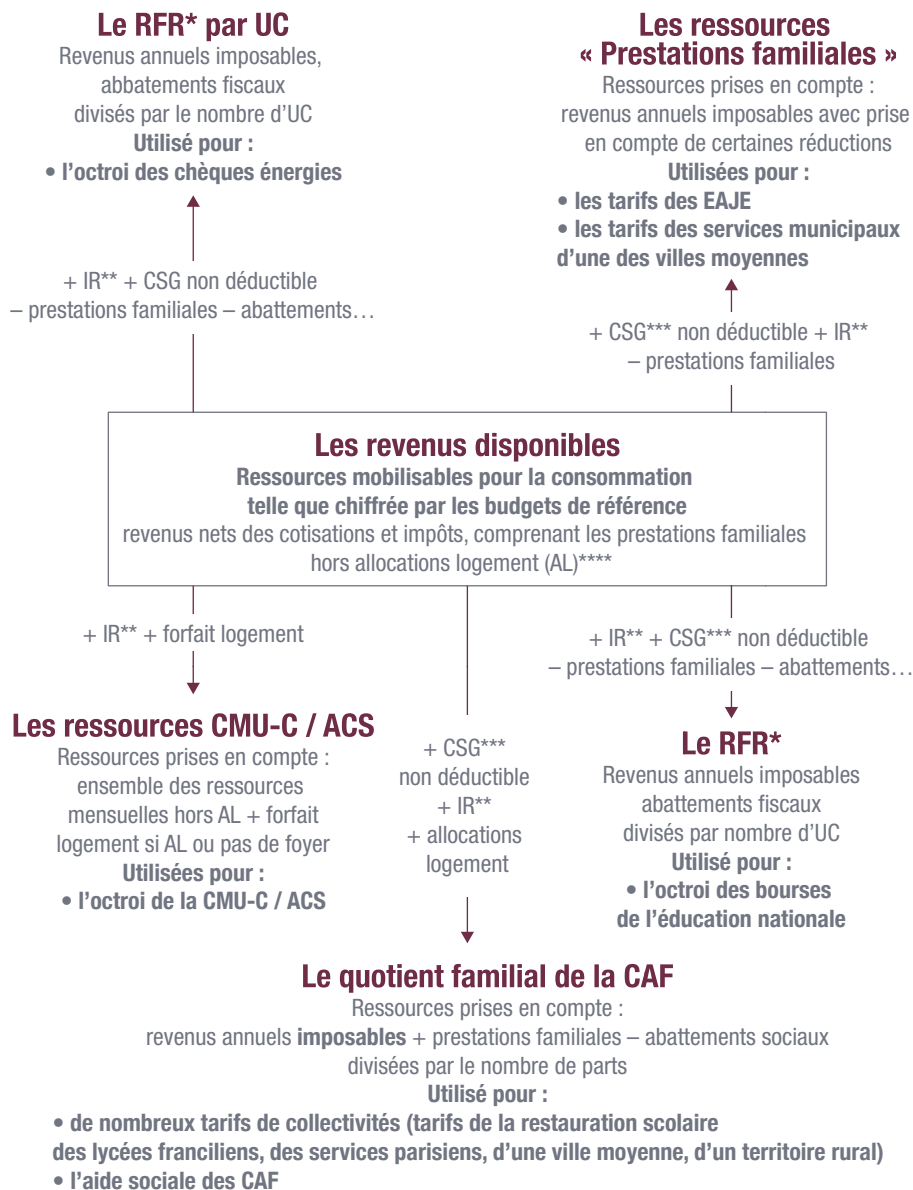 Le RFR* par UC
Revenus annuels imposables,
abbatements fiscaux
divisés par le nombre d'UC
Utilisé pour :
• l'octroi des chèques énergies
Les ressources
« Prestations familiales »
Ressources prises en compte :
revenus annuels imposables avec prise
en compte de certaines réductions
Utilisées pour :
• les tarifs des EAJE
• les tarifs des services municipaux
d'une des villes moyennes
+ IR** + CSG non déductible
– prestations familiales – abattements…
+ CSG*** non déductible + IR**
– prestations familiales
Les revenus disponibles
Ressources mobilisables pour la consommation
telle que chiffrée par les budgets de référence
revenus nets des cotisations et impôts, comprenant les prestations familiales
hors allocations logement (AL)****
+ IR** + forfait logement
+ IR** + CSG*** non déductible
– prestations familiales – abattements…
Les ressources CMU-C / ACS
Ressources prises en compte :
ensemble des ressources
mensuelles hors AL + forfait
logement si AL ou pas de foyer
Utilisées pour :
• l'octroi de la CMU-C / ACS
+ CSG***
non déductible
+ IR**
+ allocations
logement
Le RFR*
Revenus annuels imposables
abattements fiscaux
divisés par nombre d'UC
Utilisé pour :
• l'octroi des bourses
de l'éducation nationale
Le quotient familial de la CAF
Ressources prises en compte :
revenus annuels imposables + prestations familiales – abattements sociaux
divisées par le nombre de parts
Utilisé pour :
• de nombreux tarifs de collectivités (tarifs de la restauration scolaire
des lycées franciliens, des services parisiens, d'une ville moyenne, d'un territoire rural)
• l'aide sociale des CAF